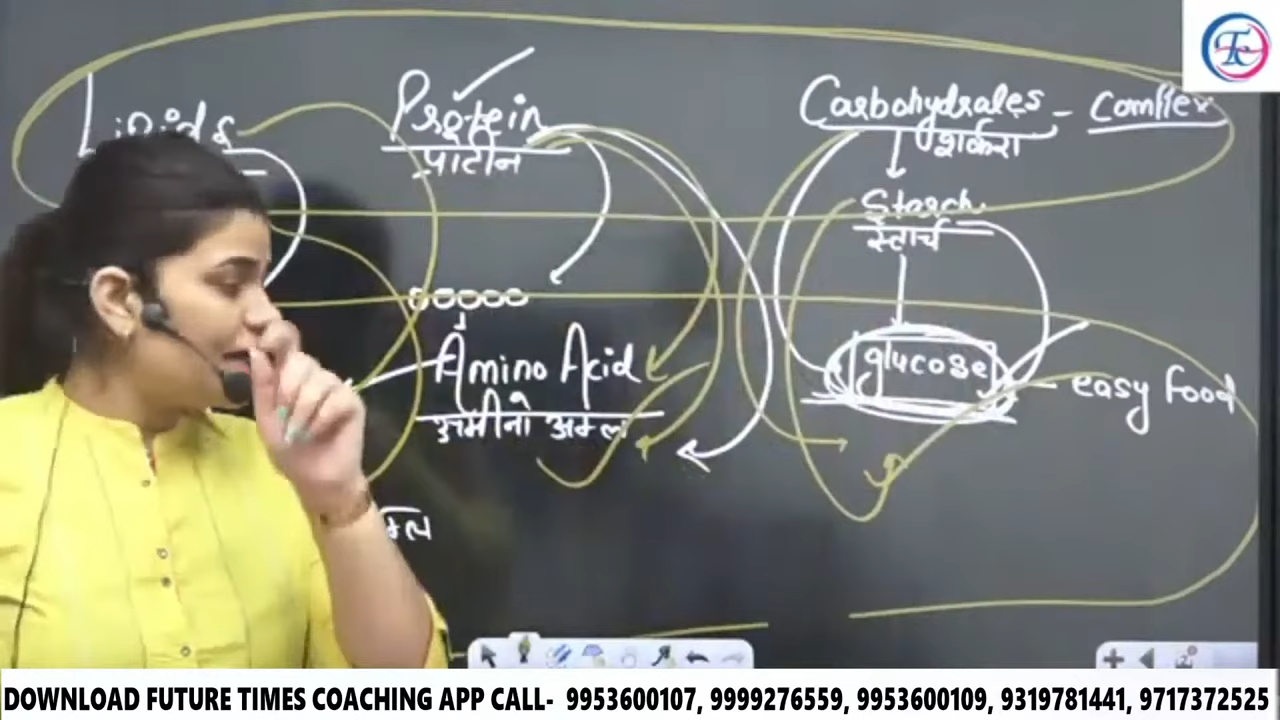 Lipids
Protein
प्रोटीन
Carbohydrates - Complex
शर्करा
Starch
स्टार्च
Amino Acid
अमीनो अम्ल
glucose - easy food
DOWNLOAD FUTURE TIMES COACHING APP CALL- 9953600107, 9999276559, 9953600109, 9319781441, 9717372525